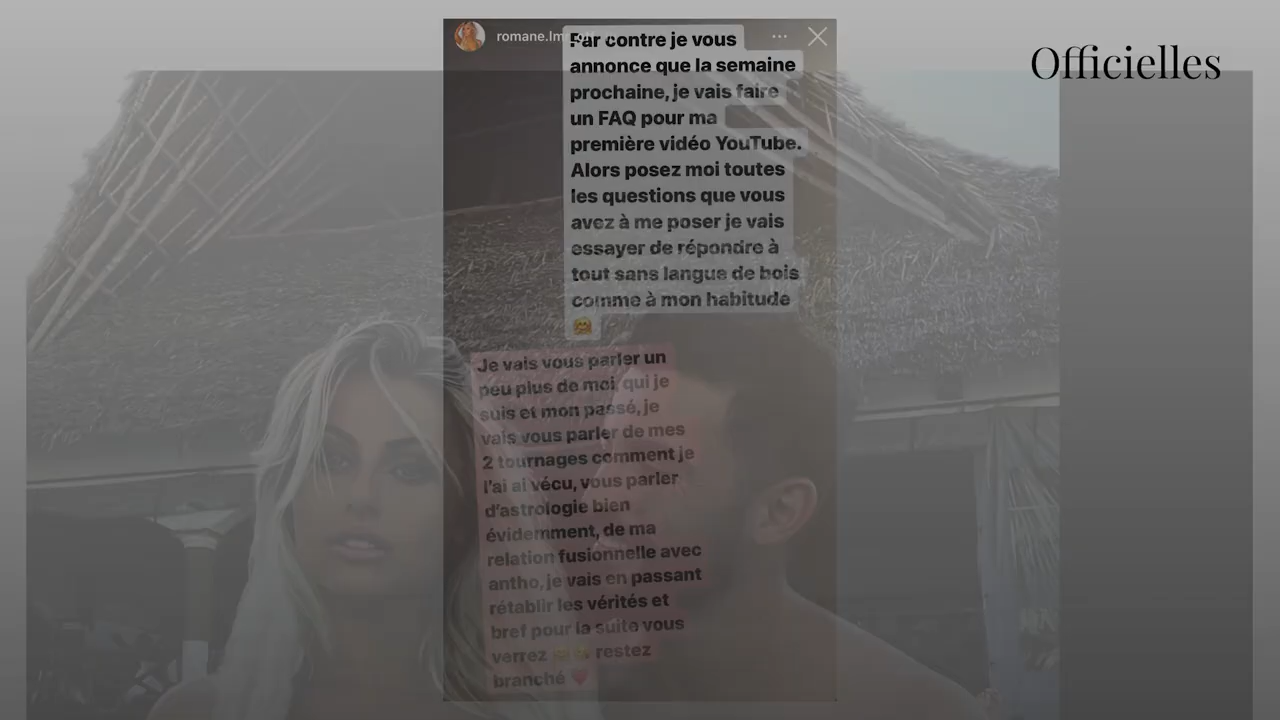 romane.lm
Officielles
Par contre je vous
annonce que la semaine
prochaine, je vais faire
un FAQ pour ma
première vidéo YouTube.
Alors posez moi toutes
les questions que vous
avez à me poser je vais
essayer de répondre à
tout sans langue de bois
comme à mon habitude
Je vais vous parler un
peu plus de moi, qui je
suis et mon passé, je
vais vous parler de mes
2 tournages comment je
l'ai ai vécu, vous parler
d'astrologie bien
évidemment, de ma
relation fusionnelle avec
antho, je vais en passant
rétablir les vérités et
bref pour la suite vous
verrez restez
branché